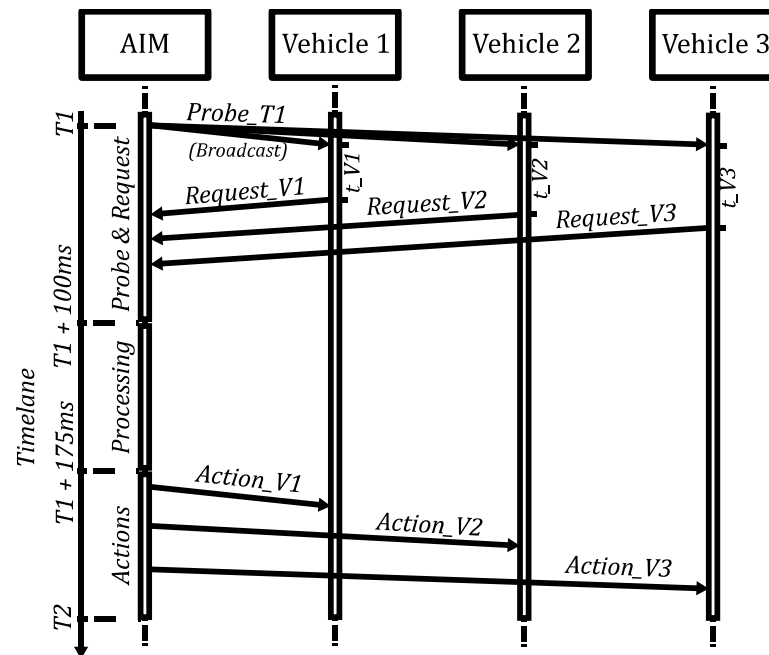 AIM
Vehicle 1
Vehicle 2
Vehicle 3
T1
Probe_T1
(Broadcast)
t_V1
t_V2
t_V3
Request_V1
Request_V2
Request_V3
Probe & Request
T1 + 100ms
Processing
Timelane
T1 + 175ms
Action_V1
Action_V2
Action_V3
Actions
T2